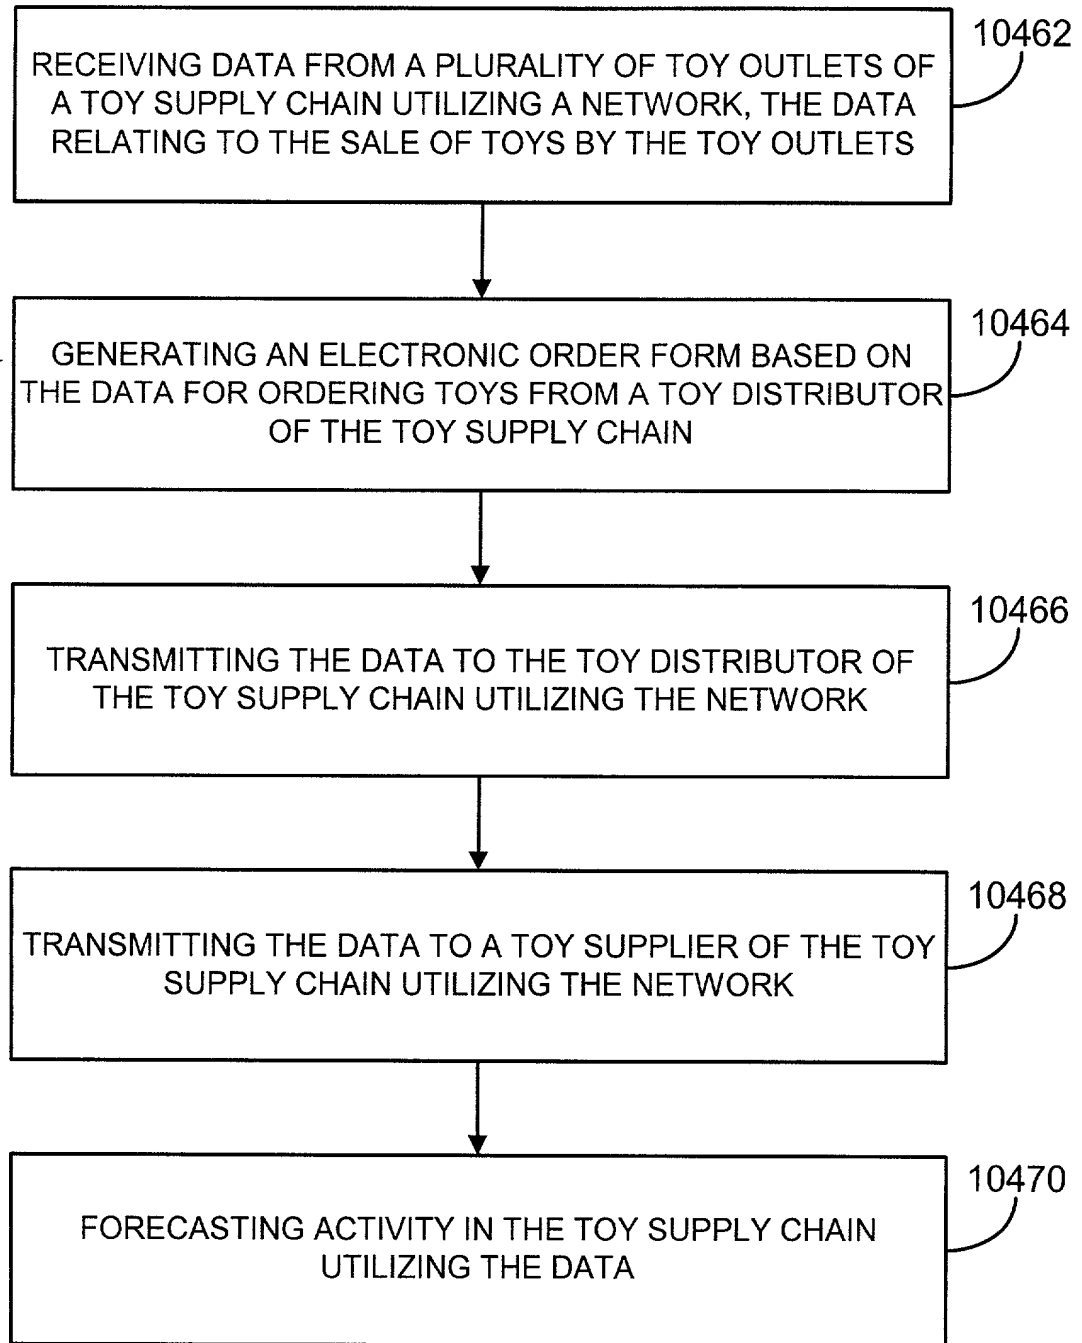 10462
RECEIVING DATA FROM A PLURALITY OF TOY OUTLETS OF
A TOY SUPPLY CHAIN UTILIZING A NETWORK, THE DATA
RELATING TO THE SALE OF TOYS BY THE TOY OUTLETS
10464
GENERATING AN ELECTRONIC ORDER FORM BASED ON
THE DATA FOR ORDERING TOYS FROM A TOY DISTRIBUTOR
OF THE TOY SUPPLY CHAIN
10466
TRANSMITTING THE DATA TO THE TOY DISTRIBUTOR OF
THE TOY SUPPLY CHAIN UTILIZING THE NETWORK
10468
TRANSMITTING THE DATA TO A TOY SUPPLIER OF THE TOY
SUPPLY CHAIN UTILIZING THE NETWORK
10470
FORECASTING ACTIVITY IN THE TOY SUPPLY CHAIN
UTILIZING THE DATA